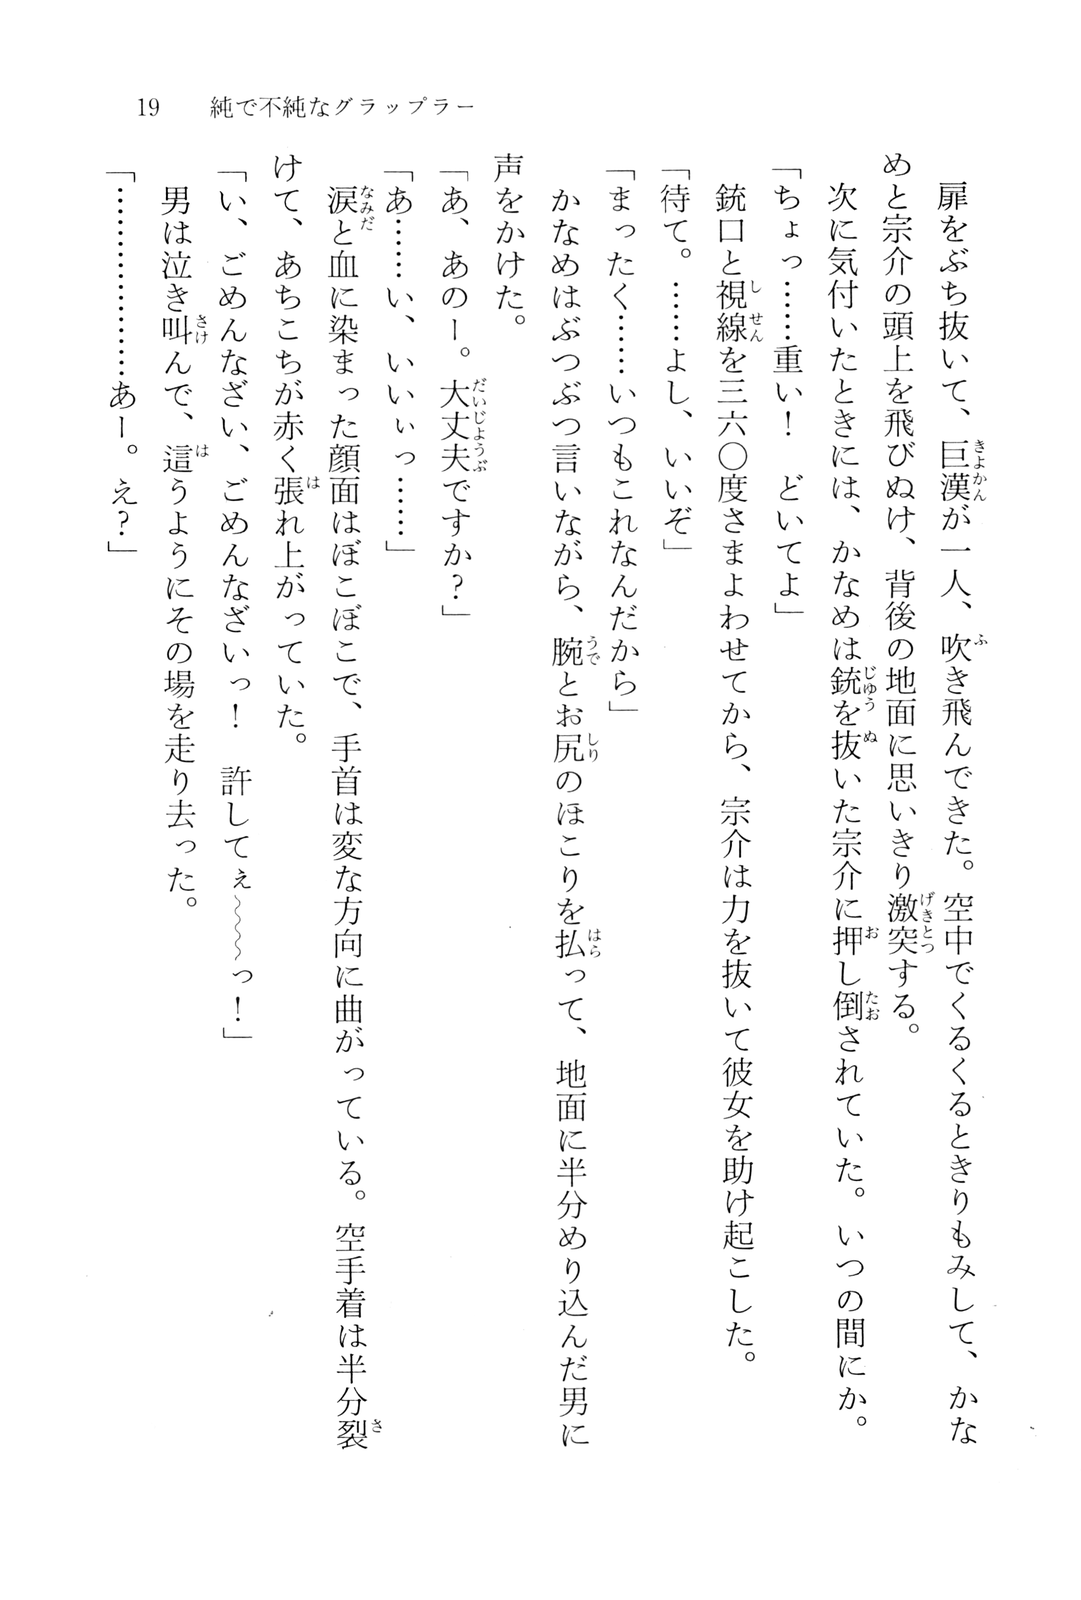 19　純で不純なグラップラー
扉をぶち抜いて、巨漢が一人、吹き飛んできた。空中でくるくるときりもみして、かな
めと宗介の頭上を飛びぬけ、背後の地面に思いきり激突する。
次に気付いたときには、かなめは銃を抜いた宗介に押し倒されていた。いつの間にか。
「ちょっ……重い！　どいてよ」
銃口と視線を三六〇度さまよわせてから、宗介は力を抜いて彼女を助け起こした。
「待て。……よし、いいぞ」
「まったく……いつもこれなんだから」
かなめはぶつぶつ言いながら、腕とお尻のほこりを払って、地面に半分めり込んだ男に
声をかけた。
「あ、あのー。大丈夫ですか？」
「あ……い、いいぃっ……」
涙と血に染まった顔面はぼこぼこで、手首は変な方向に曲がっている。空手着は半分裂
けて、あちこちが赤く張れ上がっていた。
「い、ごめんなざい、ごめんなざいっ！　許してぇ〜〜〜っ！」
男は泣き叫んで、這うようにその場を走り去った。
「………………あー。え？」